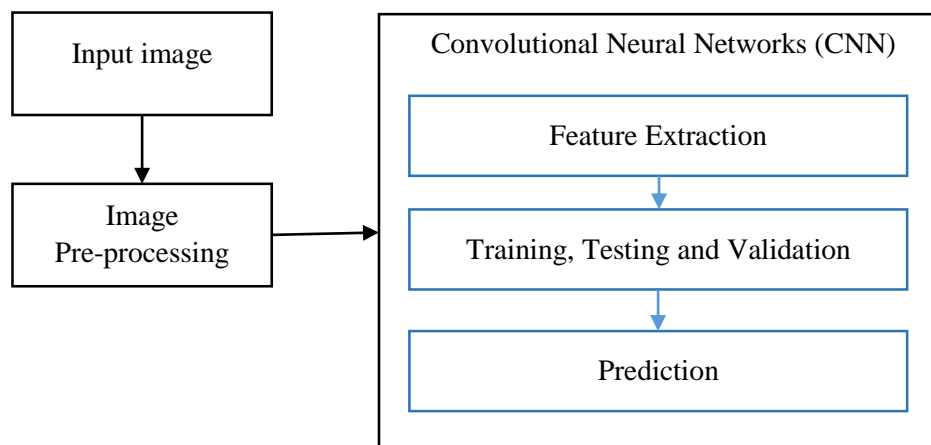 Input image
Image
Pre-processing
Convolutional Neural Networks (CNN)
Feature Extraction
Training, Testing and Validation
Prediction